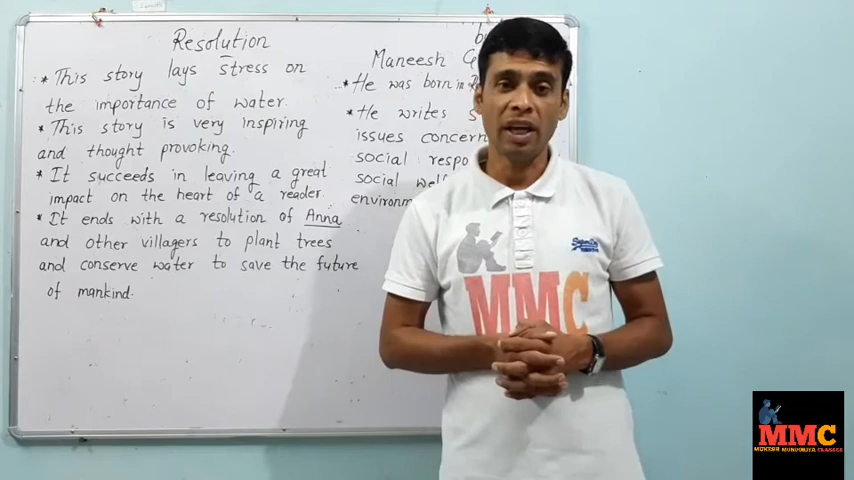 Resolution
* This story lays stress on
the importance of water.
* This story is very inspiring
and thought provoking.
* It succeeds in leaving a great
impact on the heart of a reader.
* It ends with a resolution of Anna
and other villagers to plant trees
and conserve water to save the future
of mankind.
Maneesh
* He was born in
* He writes
issues concern
social respo
social welf
environm
MMC
MMC
MUKESH MUNDOTIYA CLASSES